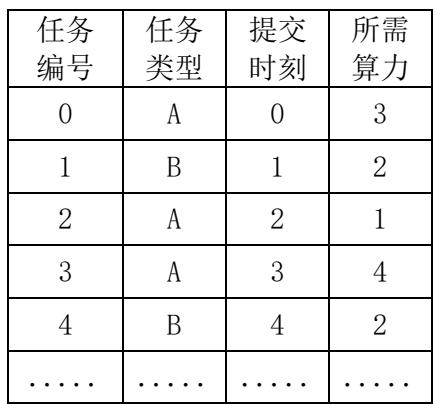 任务编号 任务类型 提交时刻 所需算力
0 A 0 3
1 B 1 2
2 A 2 1
3 A 3 4
4 B 4 2
..... ..... ..... .....